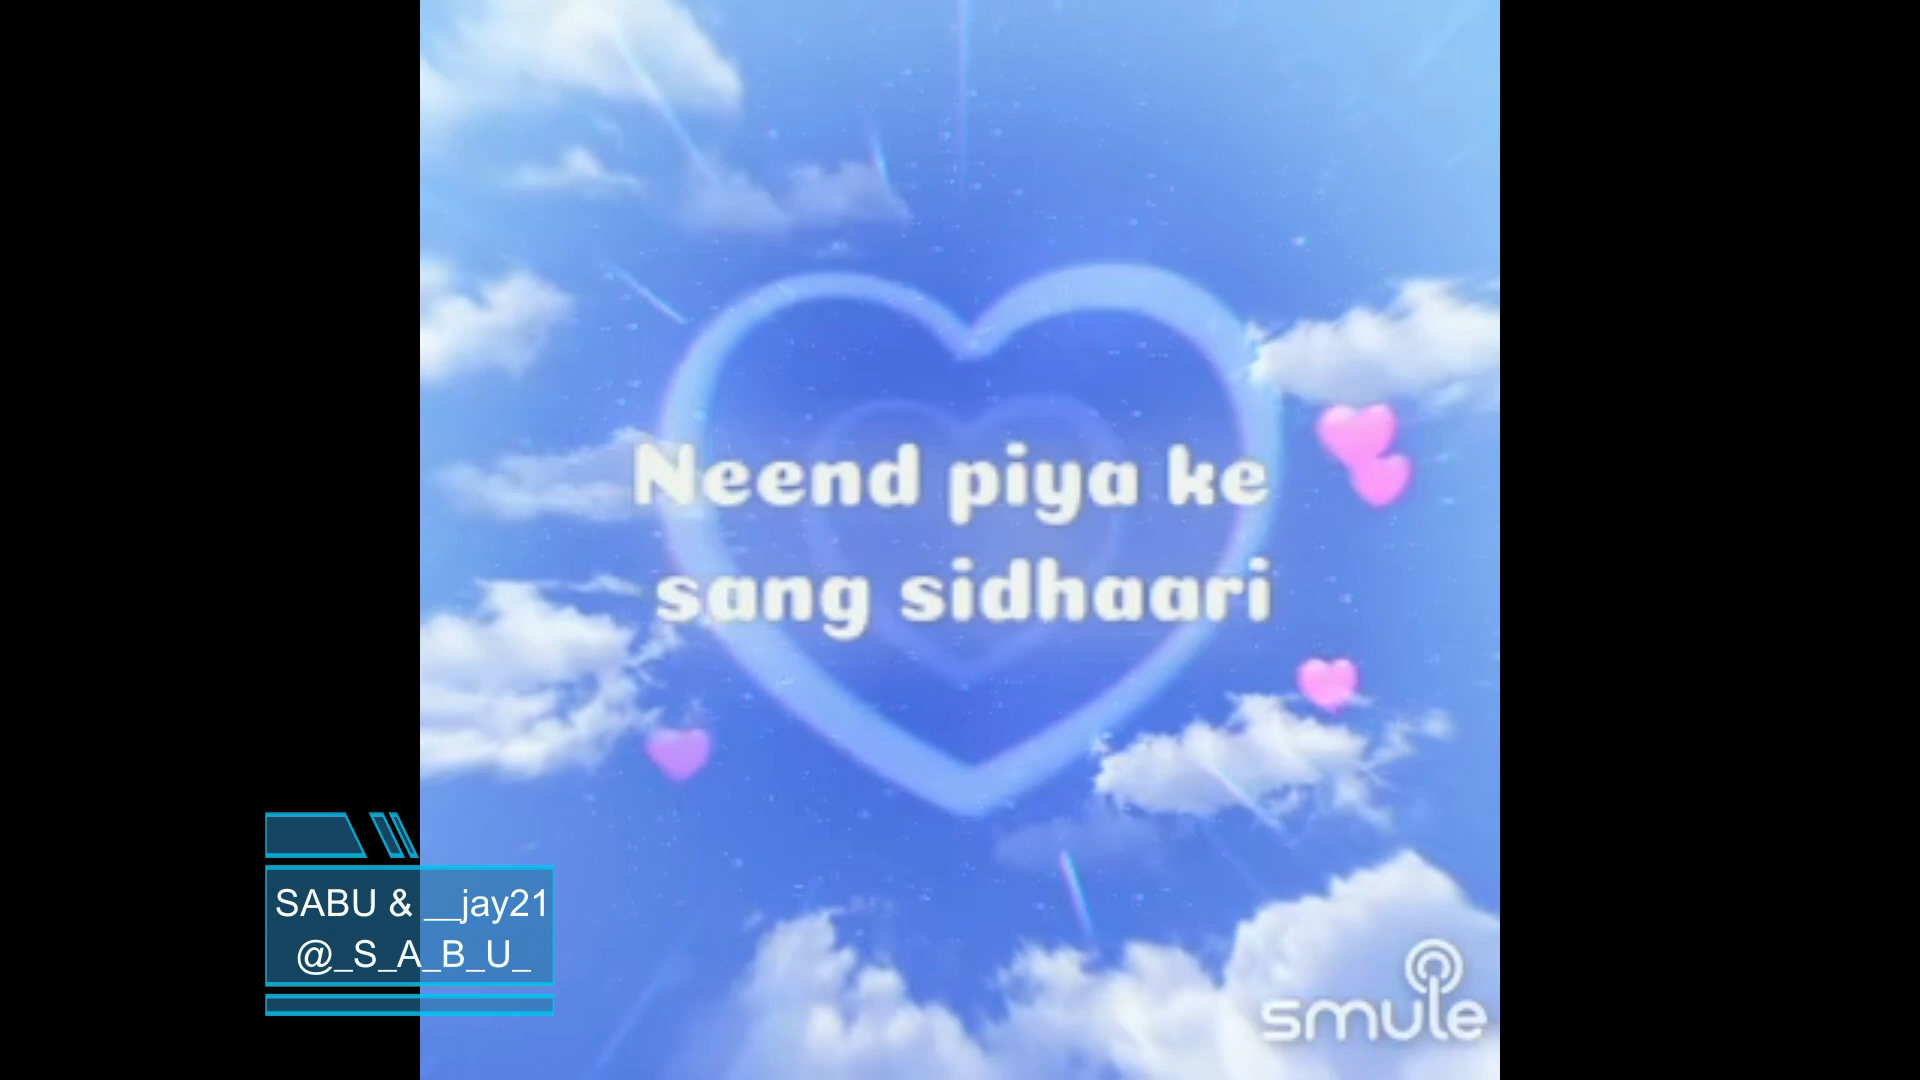 Neend piya ke
sang sidhaari
SABU & __jay21
@_S_A_B_U_
smule